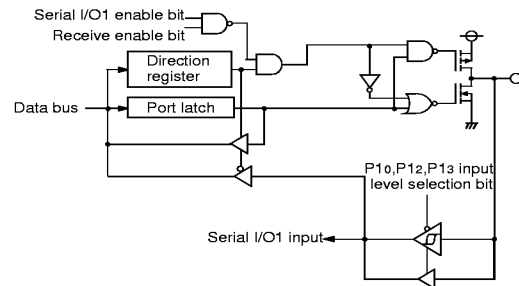 Serial I/O1 enable bit
Receive enable bit
Direction
register
Data bus
Port latch
P10,P12,P13 input
level selection bit
Serial I/O1 input